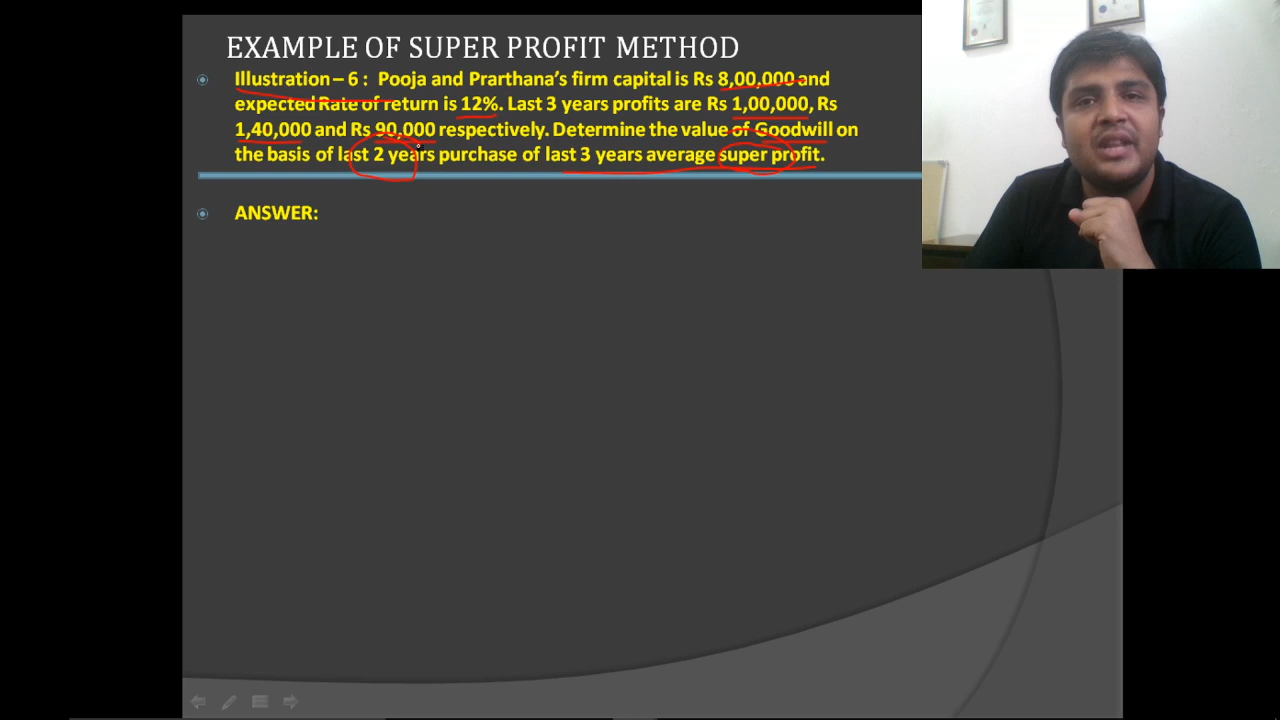 EXAMPLE OF SUPER PROFIT METHOD
Illustration – 6 : Pooja and Prarthana's firm capital is Rs 8,00,000 and
expected Rate of return is 12%. Last 3 years profits are Rs 1,00,000, Rs
1,40,000 and Rs 90,000 respectively. Determine the value of Goodwill on
the basis of last 2 years purchase of last 3 years average super profit.
ANSWER: